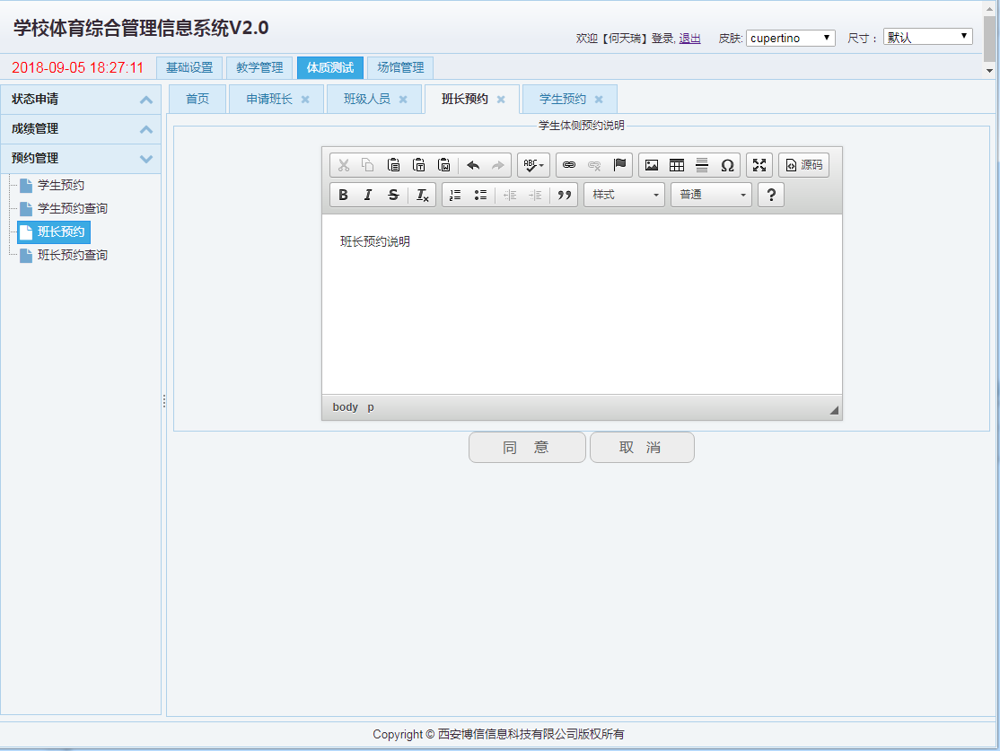 学校体育综合管理信息系统V2.0
欢迎【何天瑞】登录, 退出 皮肤: cupertino 尺寸： 默认
2018-09-05 18:27:11 基础设置 教学管理 体质测试 场馆管理
状态申请
成绩管理
预约管理
学生预约
学生预约查询
班长预约
班长预约查询
首页 申请班长 班级人员 班长预约 学生预约
学生体侧预约说明
ABC 源码
B I S Tx 样式 普通 ?
班长预约说明
body p
同 意 取 消
Copyright © 西安博信信息科技有限公司版权所有